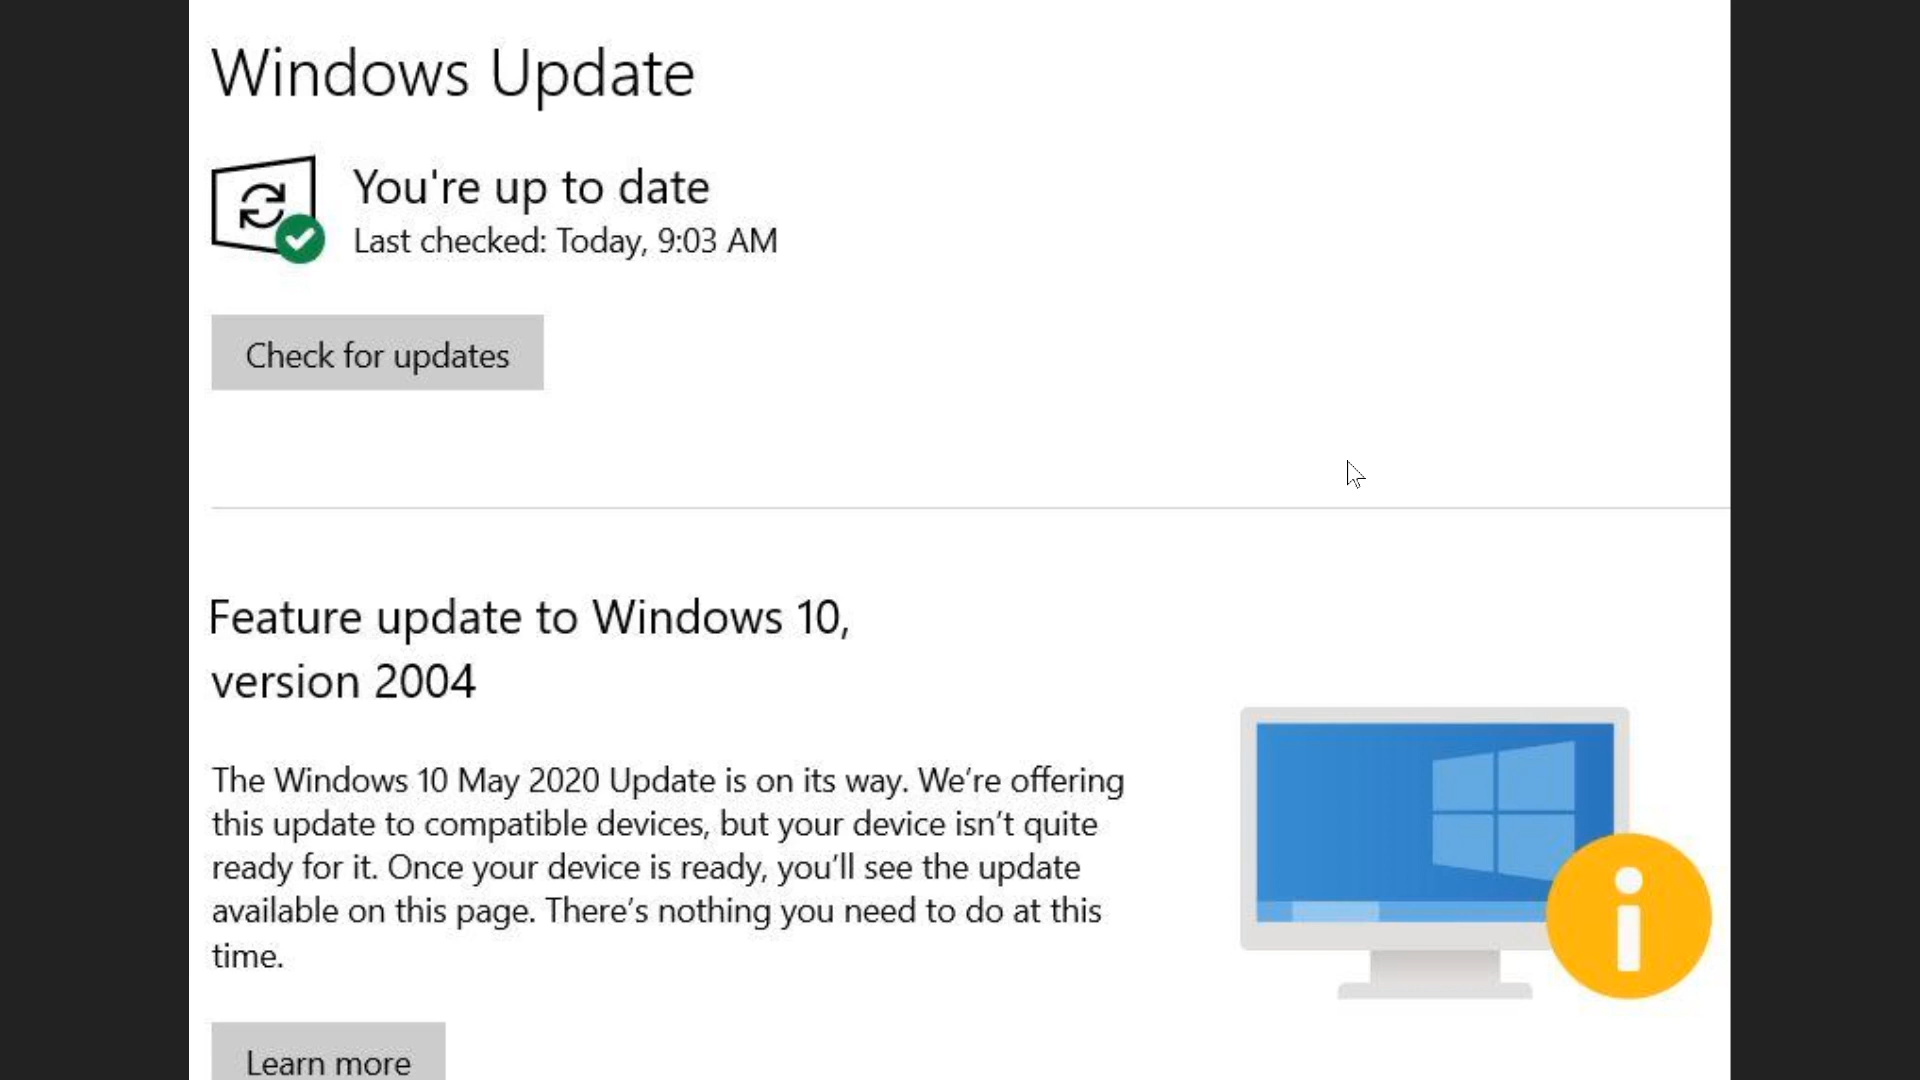 Windows Update
You're up to date
Last checked: Today, 9:03 AM
Check for updates
Feature update to Windows 10,
version 2004
The Windows 10 May 2020 Update is on its way. We’re offering
this update to compatible devices, but your device isn’t quite
ready for it. Once your device is ready, you’ll see the update
available on this page. There’s nothing you need to do at this
time.
Learn more